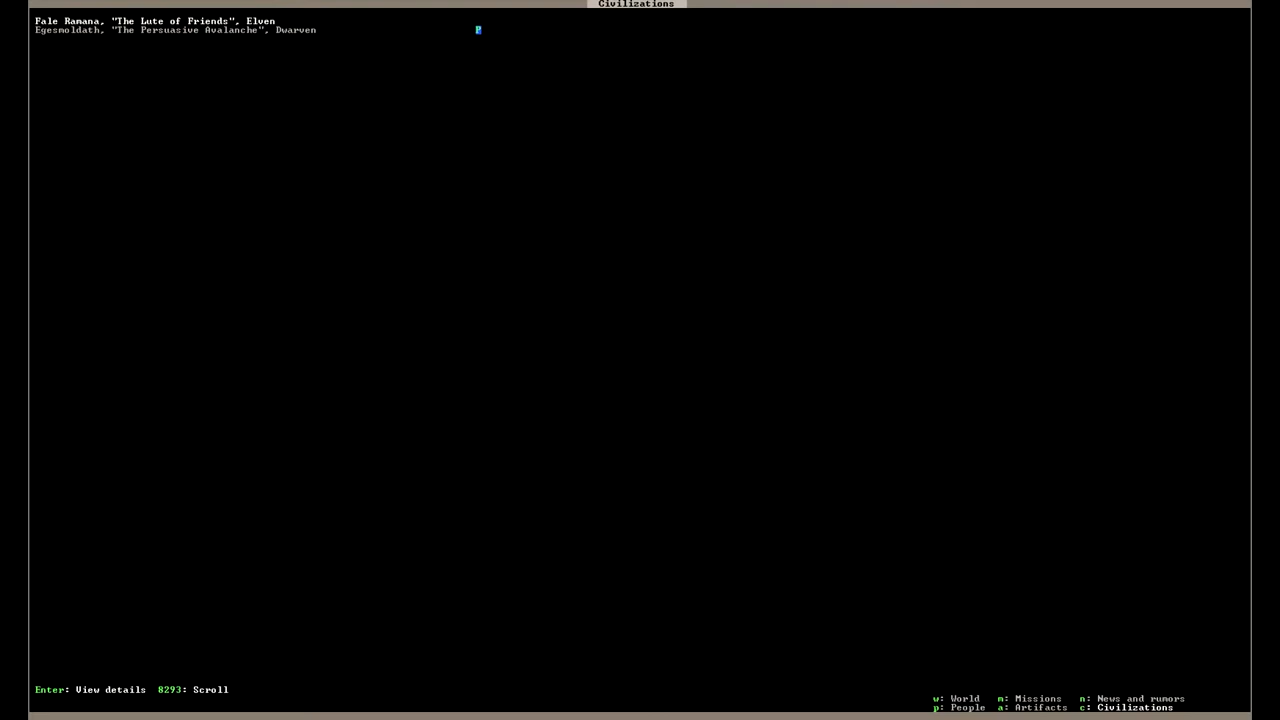 Civilizations
Fale Ramana, "The Lute of Friends", Elven
Egesmoldath, "The Persuasive Avalanche", Dwarven P
Enter: View details 8293: Scroll
w: World m: Missions n: News and rumors
p: People a: Artifacts c: Civilizations